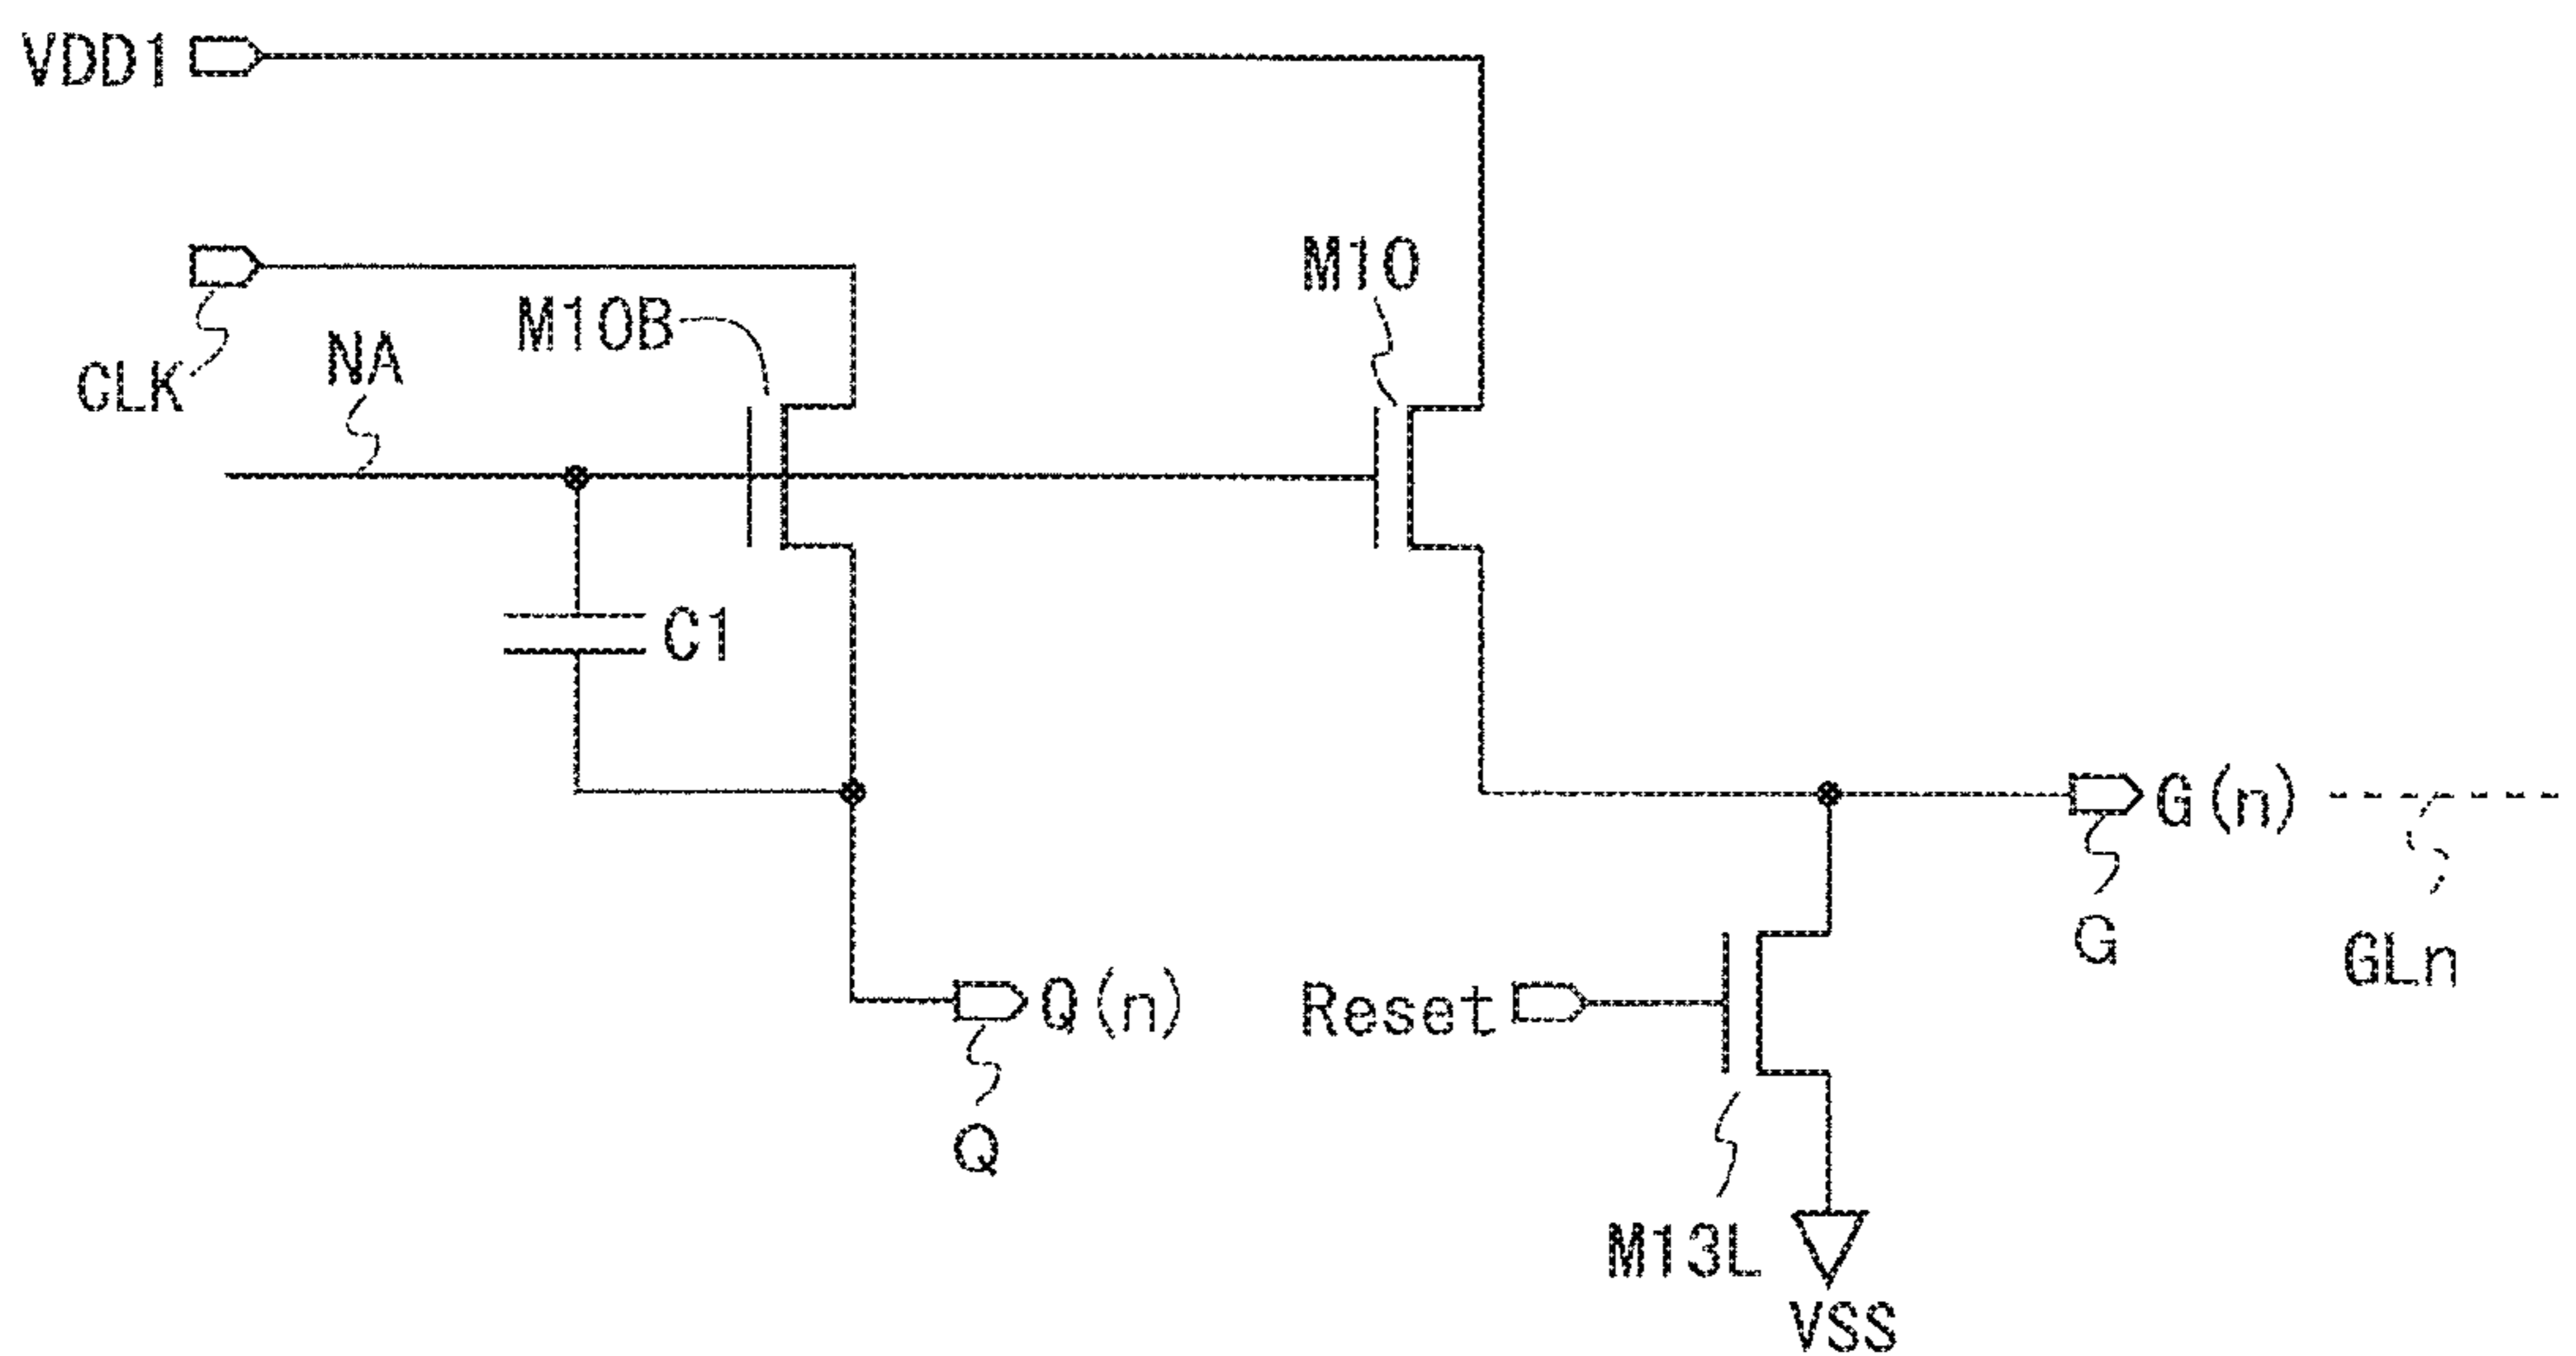 VDD1
M10
M10B
NA
CLK
C1
G(n)
G
GLn
Q(n)
Reset
Q
M13L
VSS